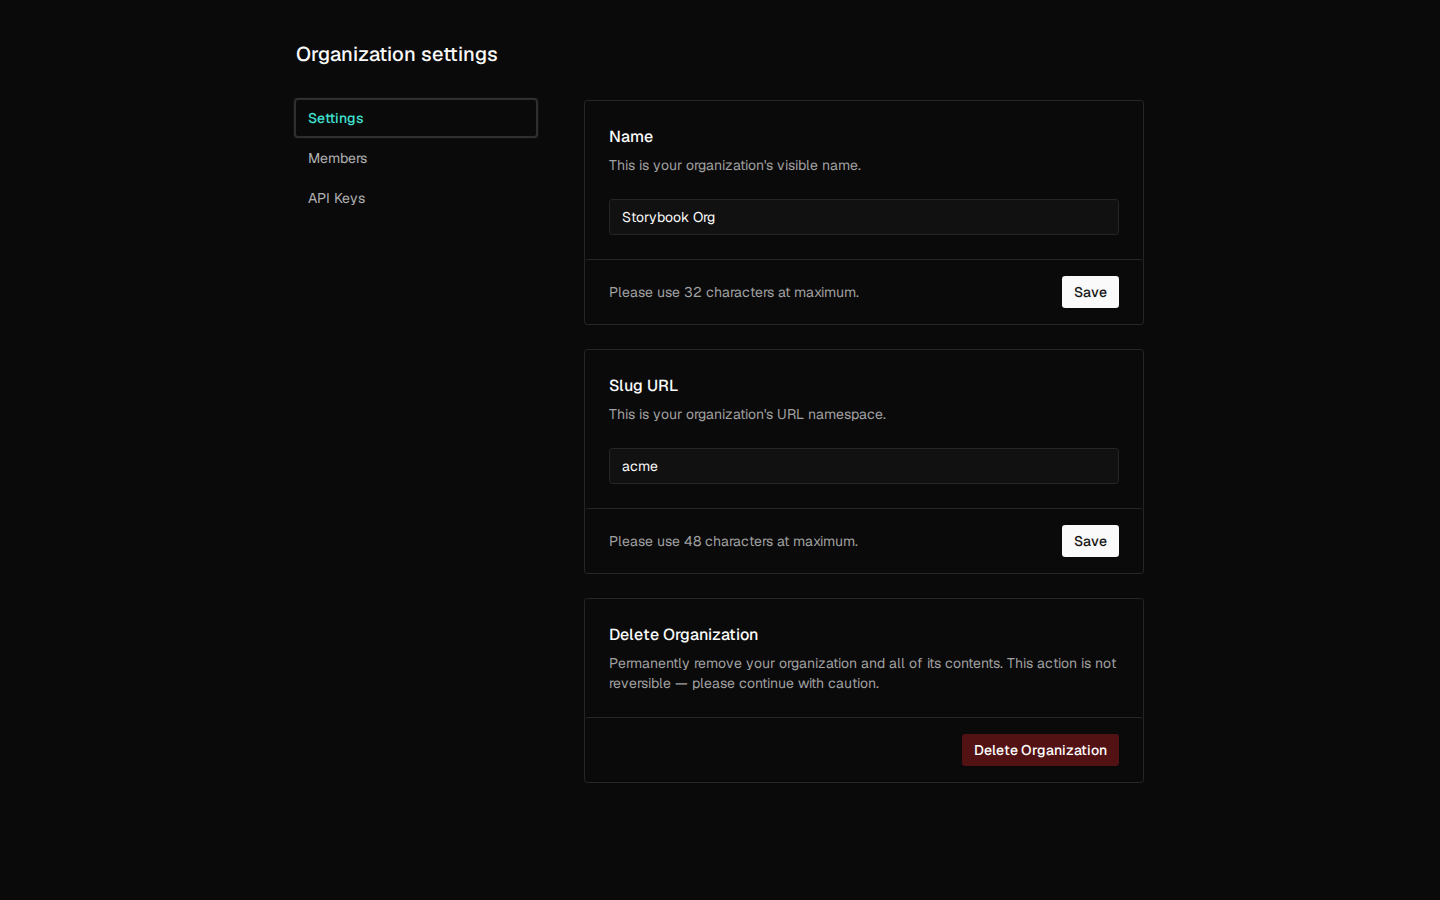 Organization settings
Settings
Members
API Keys
Name
This is your organization's visible name.
Storybook Org
Please use 32 characters at maximum.
Save
Slug URL
This is your organization's URL namespace.
acme
Please use 48 characters at maximum.
Save
Delete Organization
Permanently remove your organization and all of its contents. This action is not
reversible — please continue with caution.
Delete Organization